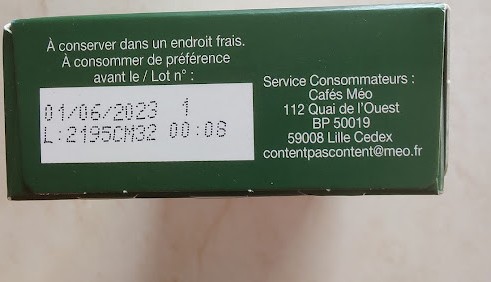 À conserver dans un endroit frais.
À consommer de préférence
avant le / Lot n° :
01/06/2023 1
L:2195CM32 00:08
Service Consommateurs :
Cafés Méo
112 Quai de l'Ouest
BP 50019
59008 Lille Cedex
contentpascontent@meo.fr